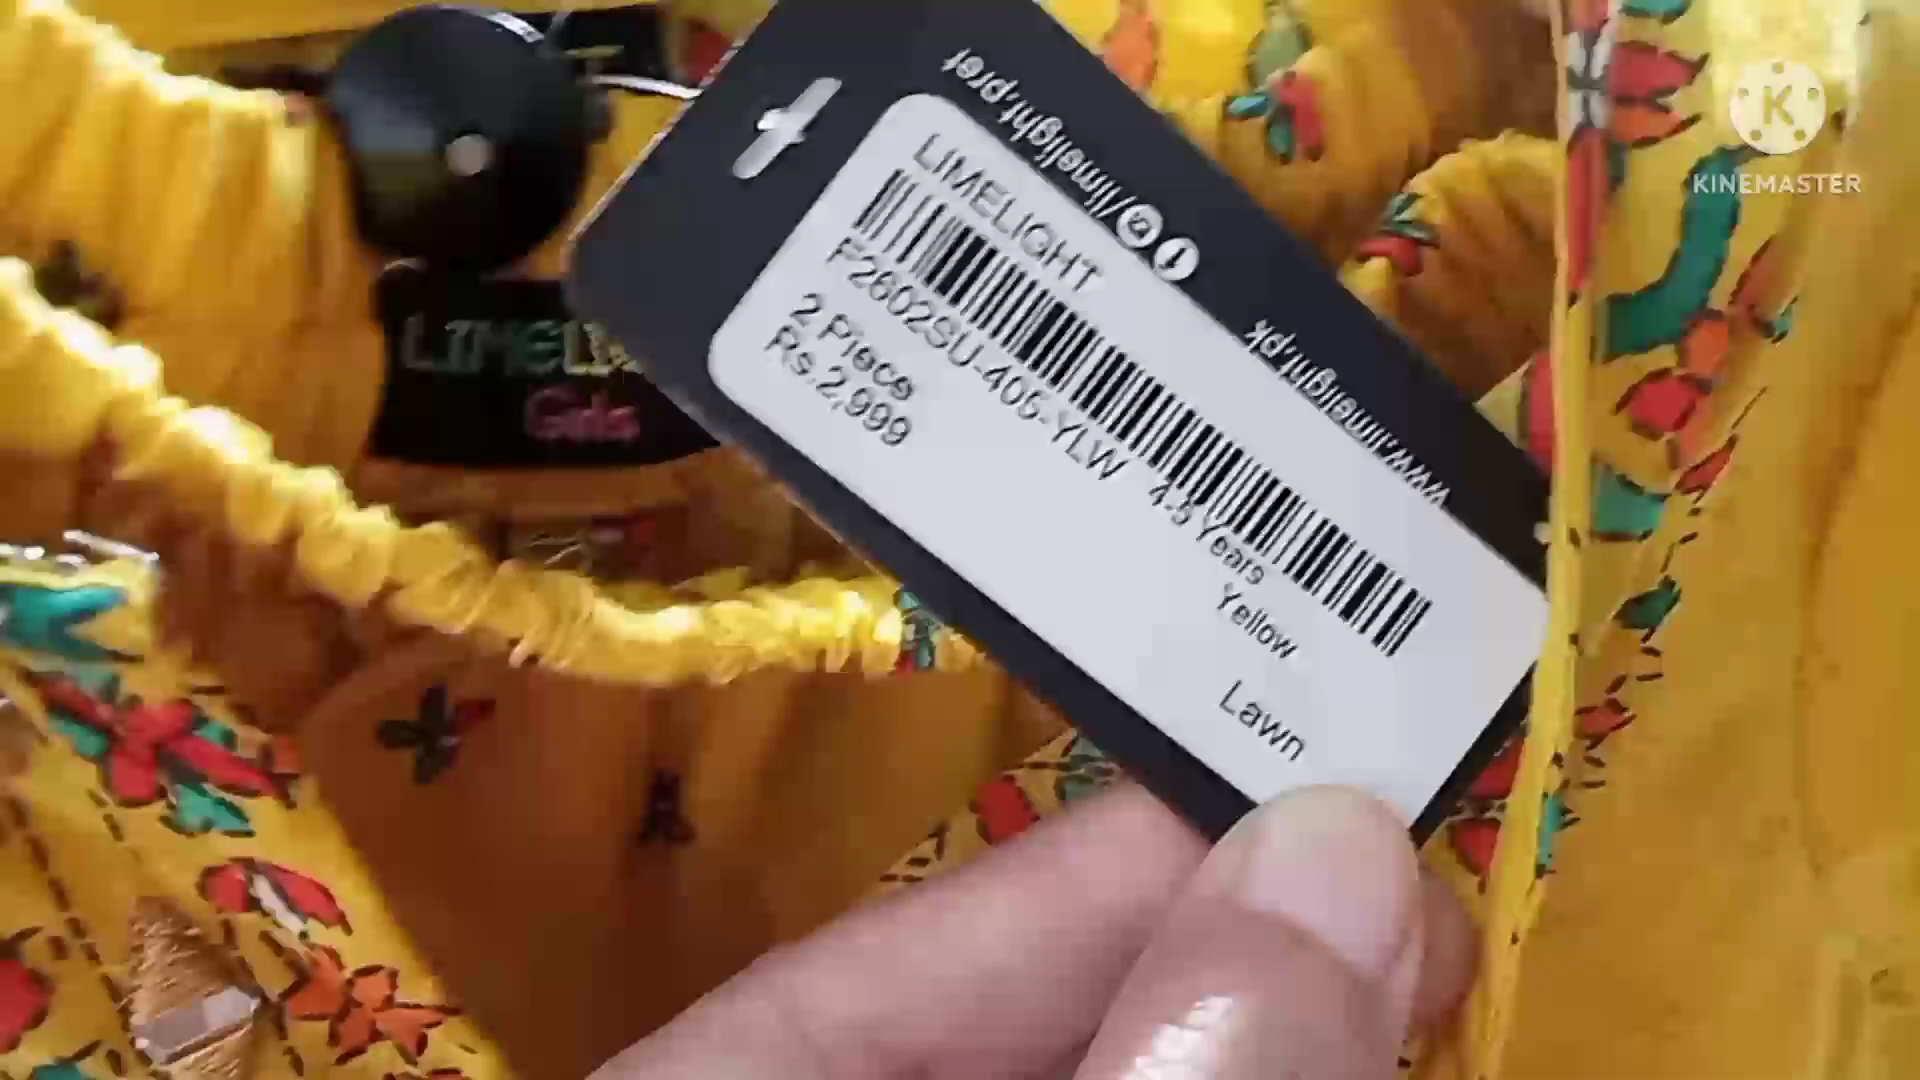 LIMELIGHT
F2602SU-405-YLW 4-5 Years
2 Piece Yellow
Rs.2,999
Lawn
/limelight.pret
www.limelight.pk
Girls
K
KINEMASTER